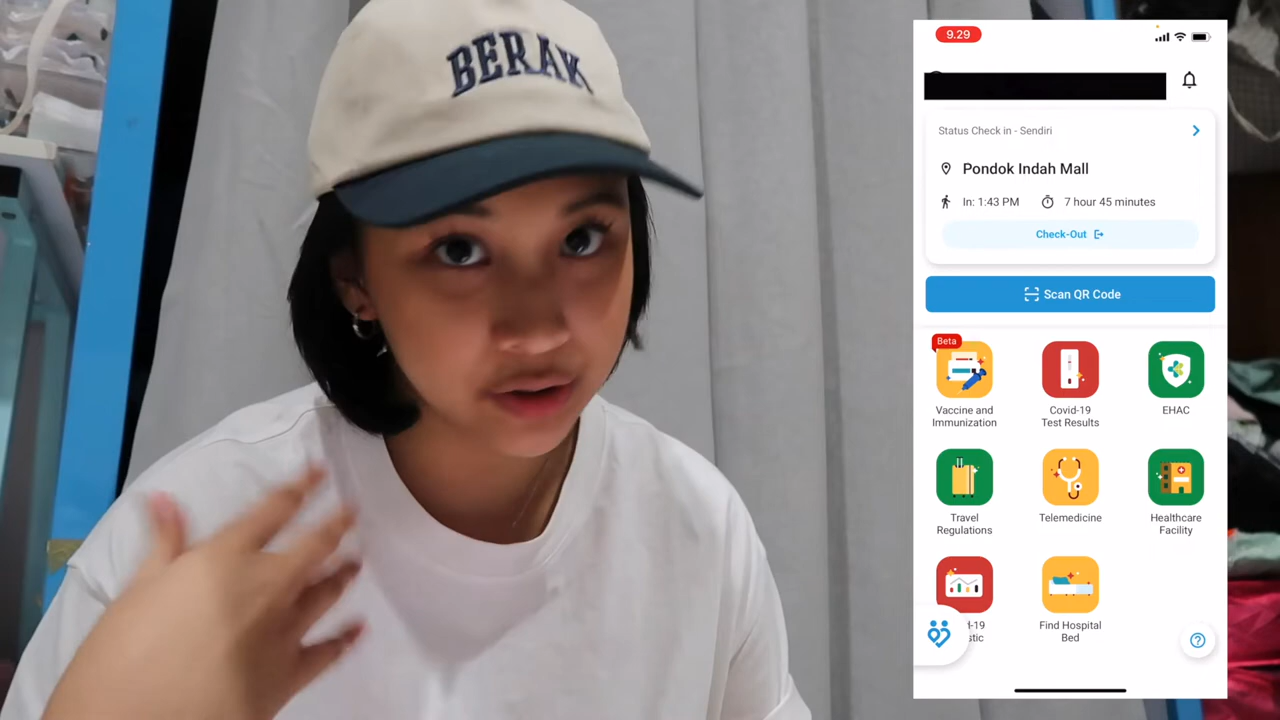 BERAK
9.29
Status Check in - Sendiri
Pondok Indah Mall
In: 1:43 PM 7 hour 45 minutes
Check-Out
Scan QR Code
Beta
Vaccine and
Immunization
Covid-19
Test Results
EHAC
Travel
Regulations
Telemedicine
Healthcare
Facility
-19
stic
Find Hospital
Bed
?